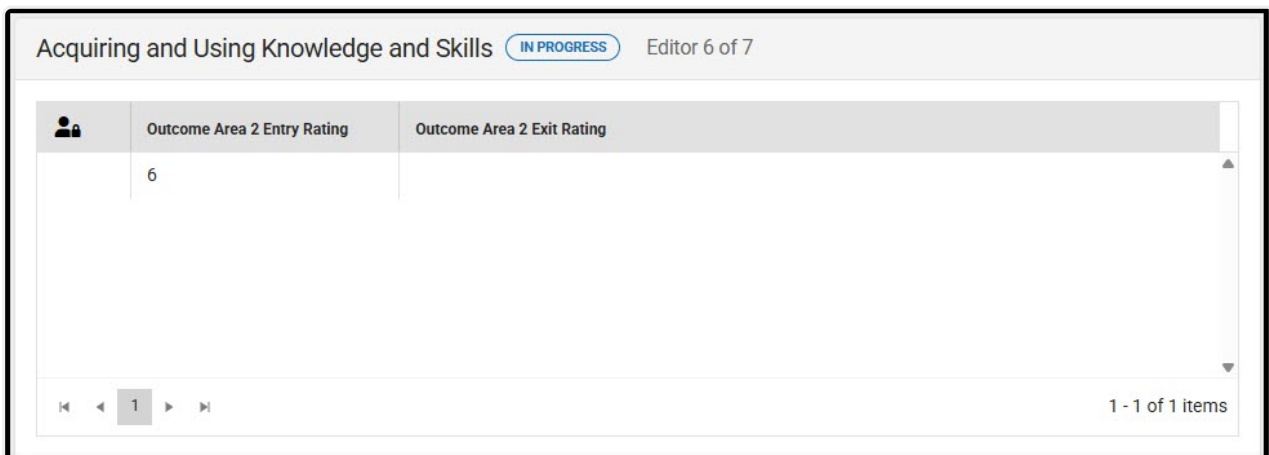 Acquiring and Using Knowledge and Skills IN PROGRESS Editor 6 of 7
Outcome Area 2 Entry Rating Outcome Area 2 Exit Rating
6
1 1 - 1 of 1 items